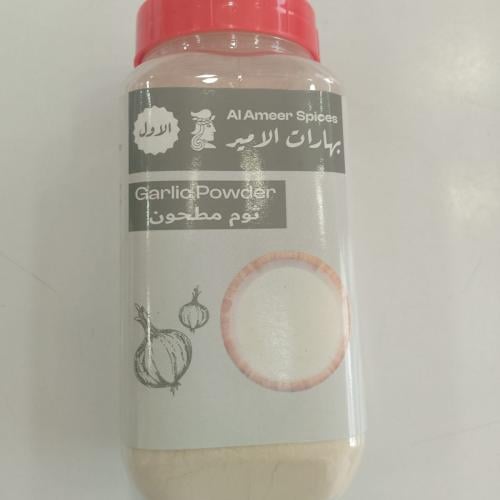 Al Ameer Spices
الاول
بهارات الامير
Garlic Powder
ثوم مطحون